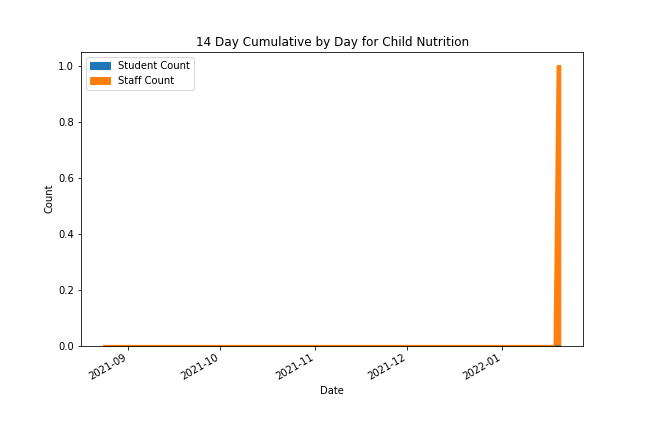 14 Day Cumulative by Day for Child Nutrition
Student Count
Staff Count
1.0
0.8
0.6
0.4
0.2
0.0
Count
2021-09
2021-10
2021-11
2021-12
2022-01
Date